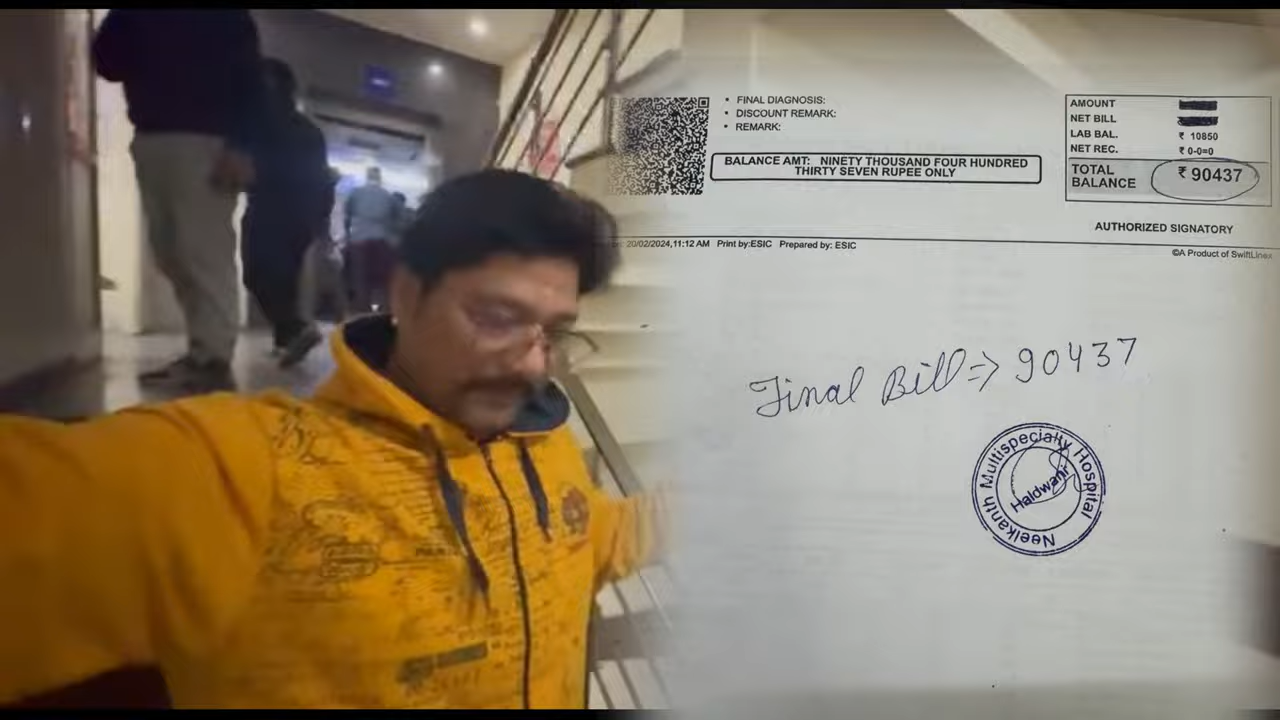 • FINAL DIAGNOSIS:
• DISCOUNT REMARK:
• REMARK:
BALANCE AMT: NINETY THOUSAND FOUR HUNDRED
THIRTY SEVEN RUPEE ONLY
AMOUNT
NET BILL
LAB BAL. ₹ 10850
NET REC. ₹ 0-0=0
TOTAL
BALANCE ₹ 90437
AUTHORIZED SIGNATORY
20/02/2024,11:12 AM Print by:ESIC Prepared by: ESIC
©A Product of SwiftLinex
Final Bill => 90437
Neelkanth Multispecialty Hospital
Haldwani